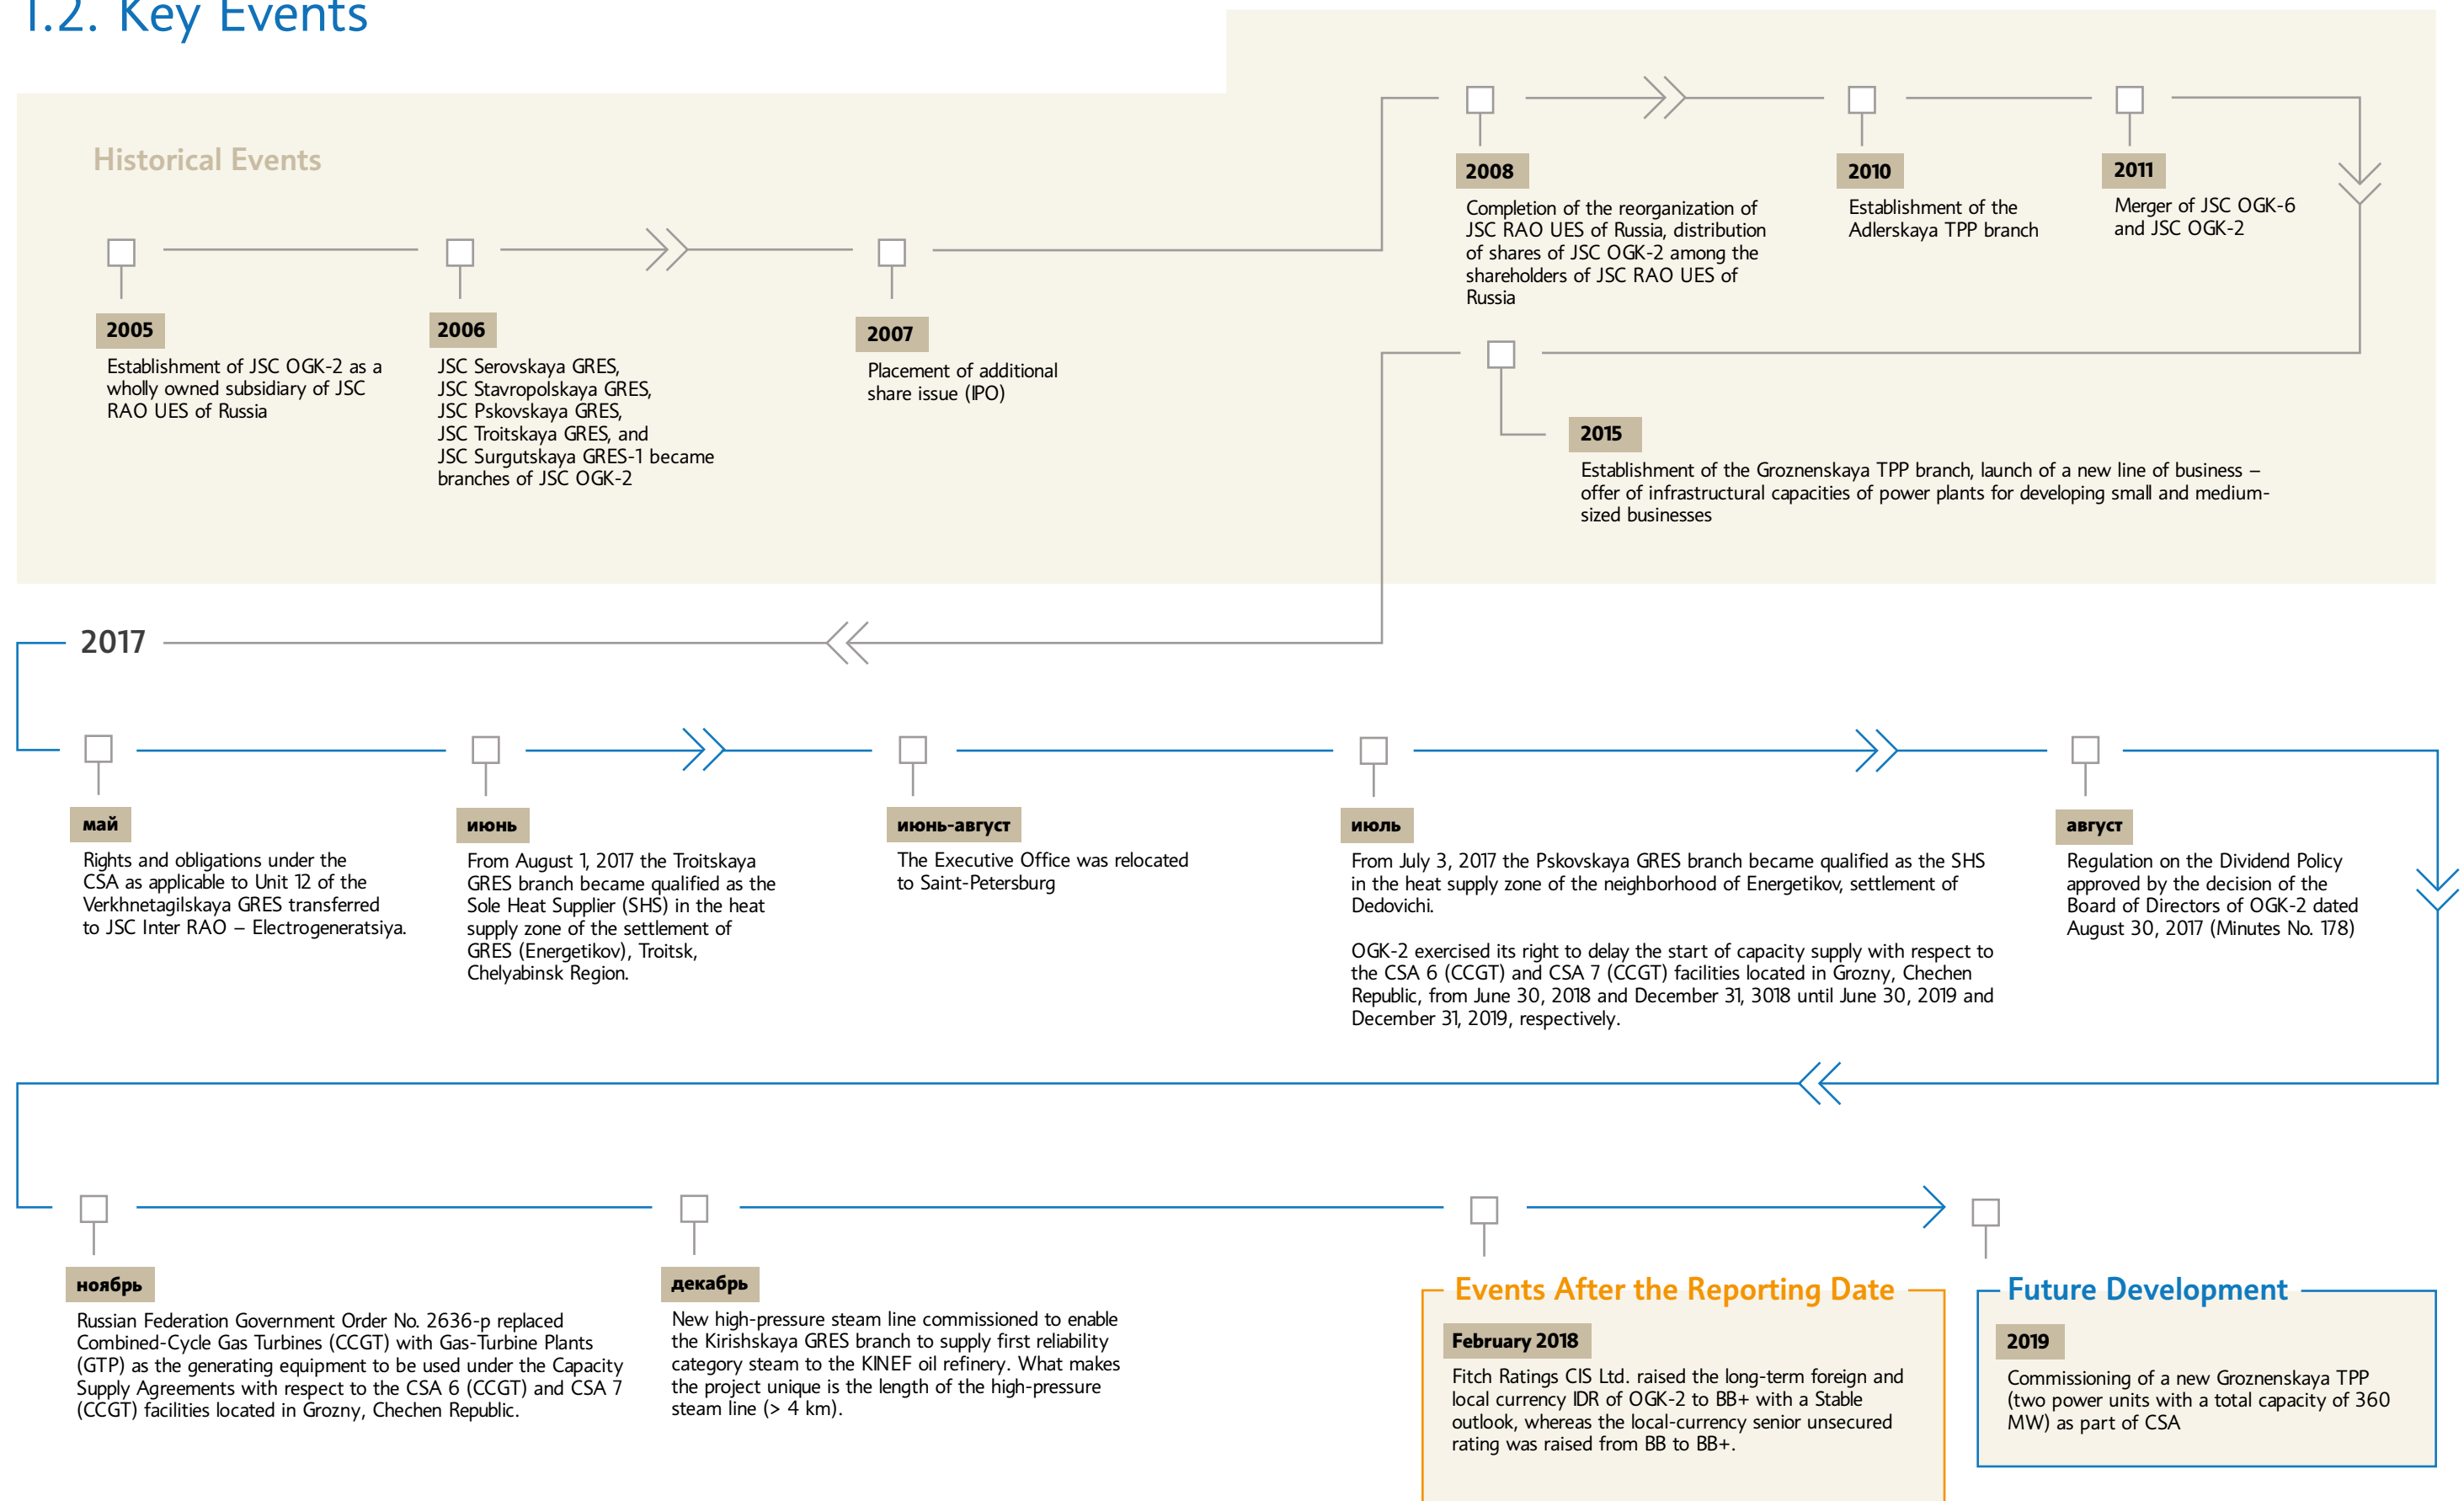 1.2. Key Events
Historical Events
2005
Establishment of JSC OGK-2 as a
wholly owned subsidiary of JSC
RAO UES of Russia
2006
JSC Serovskaya GRES,
JSC Stavropolskaya GRES,
JSC Pskovskaya GRES,
JSC Troitskaya GRES, and
JSC Surgutskaya GRES-1 became
branches of JSC OGK-2
2007
Placement of additional
share issue (IPO)
2008
Completion of the reorganization of
JSC RAO UES of Russia, distribution
of shares of JSC OGK-2 among the
shareholders of JSC RAO UES of
Russia
2010
Establishment of the
Adlerskaya TPP branch
2011
Merger of JSC OGK-6
and JSC OGK-2
2015
Establishment of the Groznenskaya TPP branch, launch of a new line of business –
offer of infrastructural capacities of power plants for developing small and medium-
sized businesses
2017
май
Rights and obligations under the
CSA as applicable to Unit 12 of the
Verkhnetagilskaya GRES transferred
to JSC Inter RAO – Electrogeneratsiya.
июнь
From August 1, 2017 the Troitskaya
GRES branch became qualified as the
Sole Heat Supplier (SHS) in the heat
supply zone of the settlement of
GRES (Energetikov), Troitsk,
Chelyabinsk Region.
июнь-август
The Executive Office was relocated
to Saint-Petersburg
июль
From July 3, 2017 the Pskovskaya GRES branch became qualified as the SHS
in the heat supply zone of the neighborhood of Energetikov, settlement of
Dedovichi.
OGK-2 exercised its right to delay the start of capacity supply with respect to
the CSA 6 (CCGT) and CSA 7 (CCGT) facilities located in Grozny, Chechen
Republic, from June 30, 2018 and December 31, 3018 until June 30, 2019 and
December 31, 2019, respectively.
август
Regulation on the Dividend Policy
approved by the decision of the
Board of Directors of OGK-2 dated
August 30, 2017 (Minutes No. 178)
ноябрь
Russian Federation Government Order No. 2636-p replaced
Combined-Cycle Gas Turbines (CCGT) with Gas-Turbine Plants
(GTP) as the generating equipment to be used under the Capacity
Supply Agreements with respect to the CSA 6 (CCGT) and CSA 7
(CCGT) facilities located in Grozny, Chechen Republic.
декабрь
New high-pressure steam line commissioned to enable
the Kirishskaya GRES branch to supply first reliability
category steam to the KINEF oil refinery. What makes
the project unique is the length of the high-pressure
steam line (> 4 km).
Events After the Reporting Date
February 2018
Fitch Ratings CIS Ltd. raised the long-term foreign and
local currency IDR of OGK-2 to BB+ with a Stable
outlook, whereas the local-currency senior unsecured
rating was raised from BB to BB+.
Future Development
2019
Commissioning of a new Groznenskaya TPP
(two power units with a total capacity of 360
MW) as part of CSA